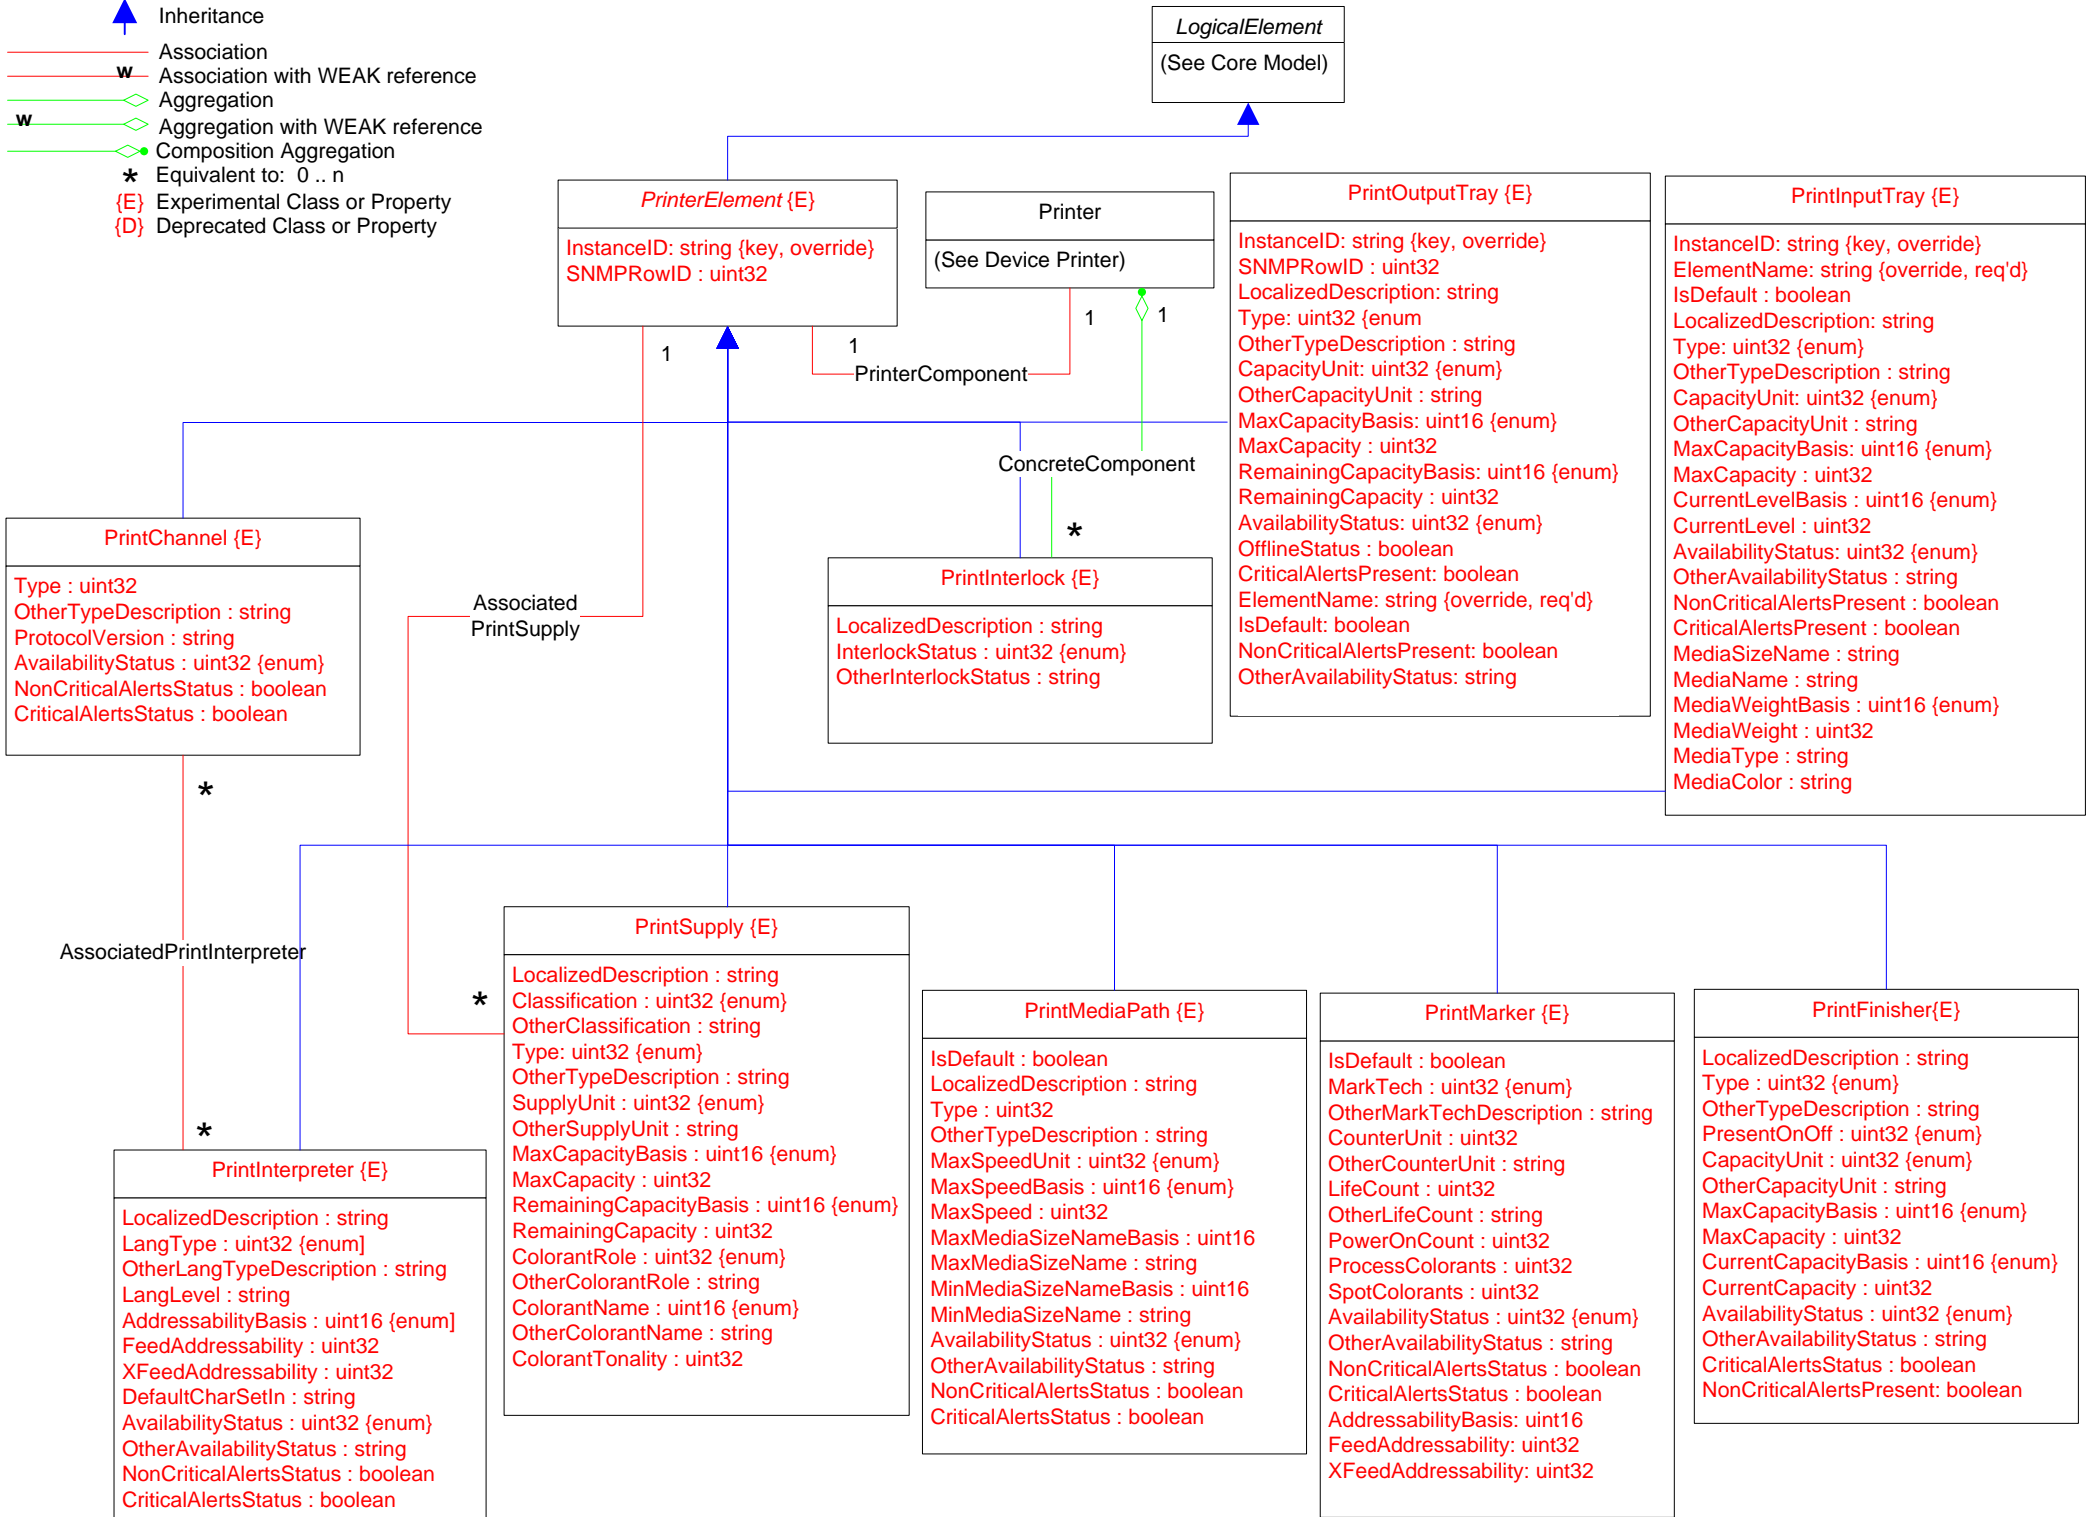 Inheritance
Association
w
Association with WEAK reference
Aggregation
w
Aggregation with WEAK reference
Composition Aggregation
* Equivalent to: 0 .. n
{E} Experimental Class or Property
{D} Deprecated Class or Property
LogicalElement
(See Core Model)
PrinterElement {E}
InstanceID: string {key, override}
SNMPRowID : uint32
Printer
(See Device Printer)
1
1
1
1
PrinterComponent
ConcreteComponent
*
PrintOutputTray {E}
InstanceID: string {key, override}
SNMPRowID : uint32
LocalizedDescription: string
Type: uint32 {enum
OtherTypeDescription : string
CapacityUnit: uint32 {enum}
OtherCapacityUnit : string
MaxCapacityBasis: uint16 {enum}
MaxCapacity : uint32
RemainingCapacityBasis: uint16 {enum}
RemainingCapacity : uint32
AvailabilityStatus: uint32 {enum}
OfflineStatus : boolean
CriticalAlertsPresent: boolean
ElementName: string {override, req'd}
IsDefault: boolean
NonCriticalAlertsPresent: boolean
OtherAvailabilityStatus: string
PrintInputTray {E}
InstanceID: string {key, override}
ElementName: string {override, req'd}
IsDefault : boolean
LocalizedDescription: string
Type: uint32 {enum}
OtherTypeDescription : string
CapacityUnit: uint32 {enum}
OtherCapacityUnit : string
MaxCapacityBasis: uint16 {enum}
MaxCapacity : uint32
CurrentLevelBasis : uint16 {enum}
CurrentLevel : uint32
AvailabilityStatus: uint32 {enum}
OtherAvailabilityStatus : string
NonCriticalAlertsPresent : boolean
CriticalAlertsPresent : boolean
MediaSizeName : string
MediaName : string
MediaWeightBasis : uint16 {enum}
MediaWeight : uint32
MediaType : string
MediaColor : string
PrintChannel {E}
Type : uint32
OtherTypeDescription : string
ProtocolVersion : string
AvailabilityStatus : uint32 {enum}
NonCriticalAlertsStatus : boolean
CriticalAlertsStatus : boolean
*
Associated
PrintSupply
PrintInterlock {E}
LocalizedDescription : string
InterlockStatus : uint32 {enum}
OtherInterlockStatus : string
AssociatedPrintInterpreter
*
*
PrintInterpreter {E}
LocalizedDescription : string
LangType : uint32 {enum]
OtherLangTypeDescription : string
LangLevel : string
AddressabilityBasis : uint16 {enum]
FeedAddressability : uint32
XFeedAddressability : uint32
DefaultCharSetIn : string
AvailabilityStatus : uint32 {enum}
OtherAvailabilityStatus : string
NonCriticalAlertsStatus : boolean
CriticalAlertsStatus : boolean
PrintSupply {E}
LocalizedDescription : string
Classification : uint32 {enum}
OtherClassification : string
Type: uint32 {enum}
OtherTypeDescription : string
SupplyUnit : uint32 {enum}
OtherSupplyUnit : string
MaxCapacityBasis : uint16 {enum}
MaxCapacity : uint32
RemainingCapacityBasis : uint16 {enum}
RemainingCapacity : uint32
ColorantRole : uint32 {enum}
OtherColorantRole : string
ColorantName : uint16 {enum}
OtherColorantName : string
ColorantTonality : uint32
PrintMediaPath {E}
IsDefault : boolean
LocalizedDescription : string
Type : uint32
OtherTypeDescription : string
MaxSpeedUnit : uint32 {enum}
MaxSpeedBasis : uint16 {enum}
MaxSpeed : uint32
MaxMediaSizeNameBasis : uint16
MaxMediaSizeName : string
MinMediaSizeNameBasis : uint16
MinMediaSizeName : string
AvailabilityStatus : uint32 {enum}
OtherAvailabilityStatus : string
NonCriticalAlertsStatus : boolean
CriticalAlertsStatus : boolean
PrintMarker {E}
IsDefault : boolean
MarkTech : uint32 {enum}
OtherMarkTechDescription : string
CounterUnit : uint32
OtherCounterUnit : string
LifeCount : uint32
OtherLifeCount : string
PowerOnCount : uint32
ProcessColorants : uint32
SpotColorants : uint32
AvailabilityStatus : uint32 {enum}
OtherAvailabilityStatus : string
NonCriticalAlertsStatus : boolean
CriticalAlertsStatus : boolean
AddressabilityBasis: uint16
FeedAddressability: uint32
XFeedAddressability: uint32
PrintFinisher{E}
LocalizedDescription : string
Type : uint32 {enum}
OtherTypeDescription : string
PresentOnOff : uint32 {enum}
CapacityUnit : uint32 {enum}
OtherCapacityUnit : string
MaxCapacityBasis : uint16 {enum}
MaxCapacity : uint32
CurrentCapacityBasis : uint16 {enum}
CurrentCapacity : uint32
AvailabilityStatus : uint32 {enum}
OtherAvailabilityStatus : string
CriticalAlertsStatus : boolean
NonCriticalAlertsPresent: boolean